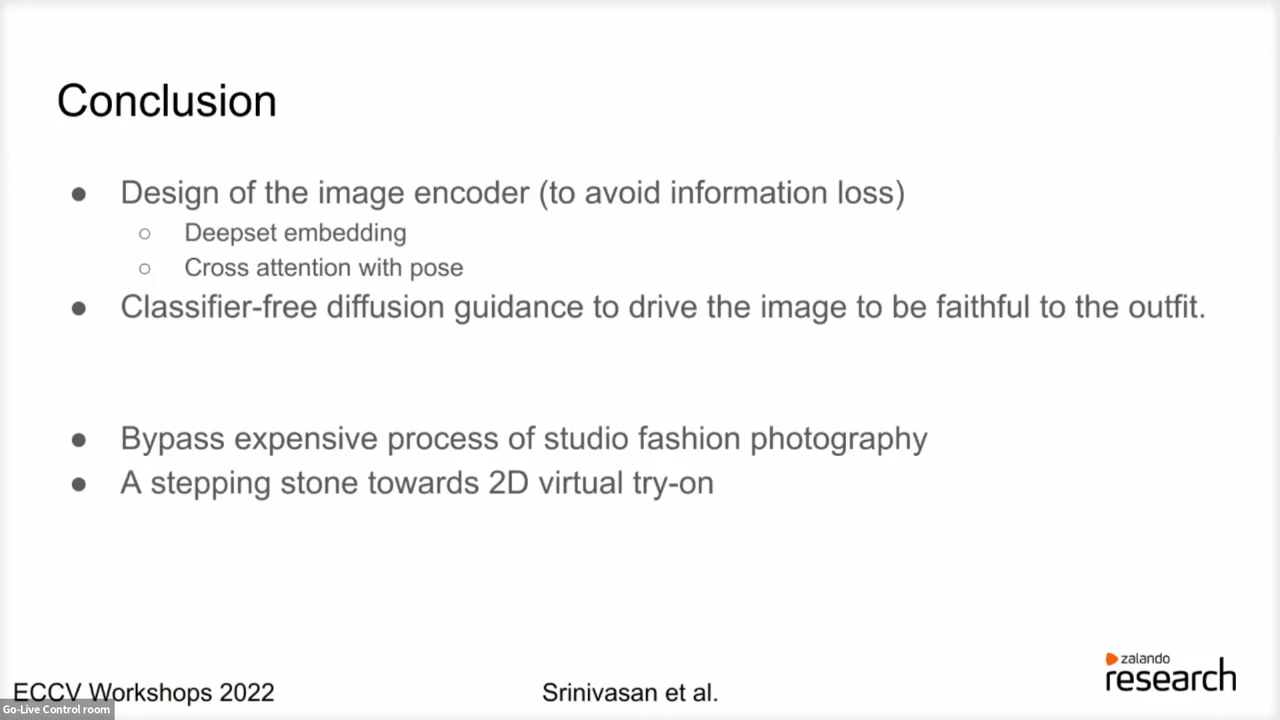 Conclusion
● Design of the image encoder (to avoid information loss)
○ Deepset embedding
○ Cross attention with pose
● Classifier-free diffusion guidance to drive the image to be faithful to the outfit.
● Bypass expensive process of studio fashion photography
● A stepping stone towards 2D virtual try-on
zalando
research
ECCV Workshops 2022
Srinivasan et al.
Go-Live Control room